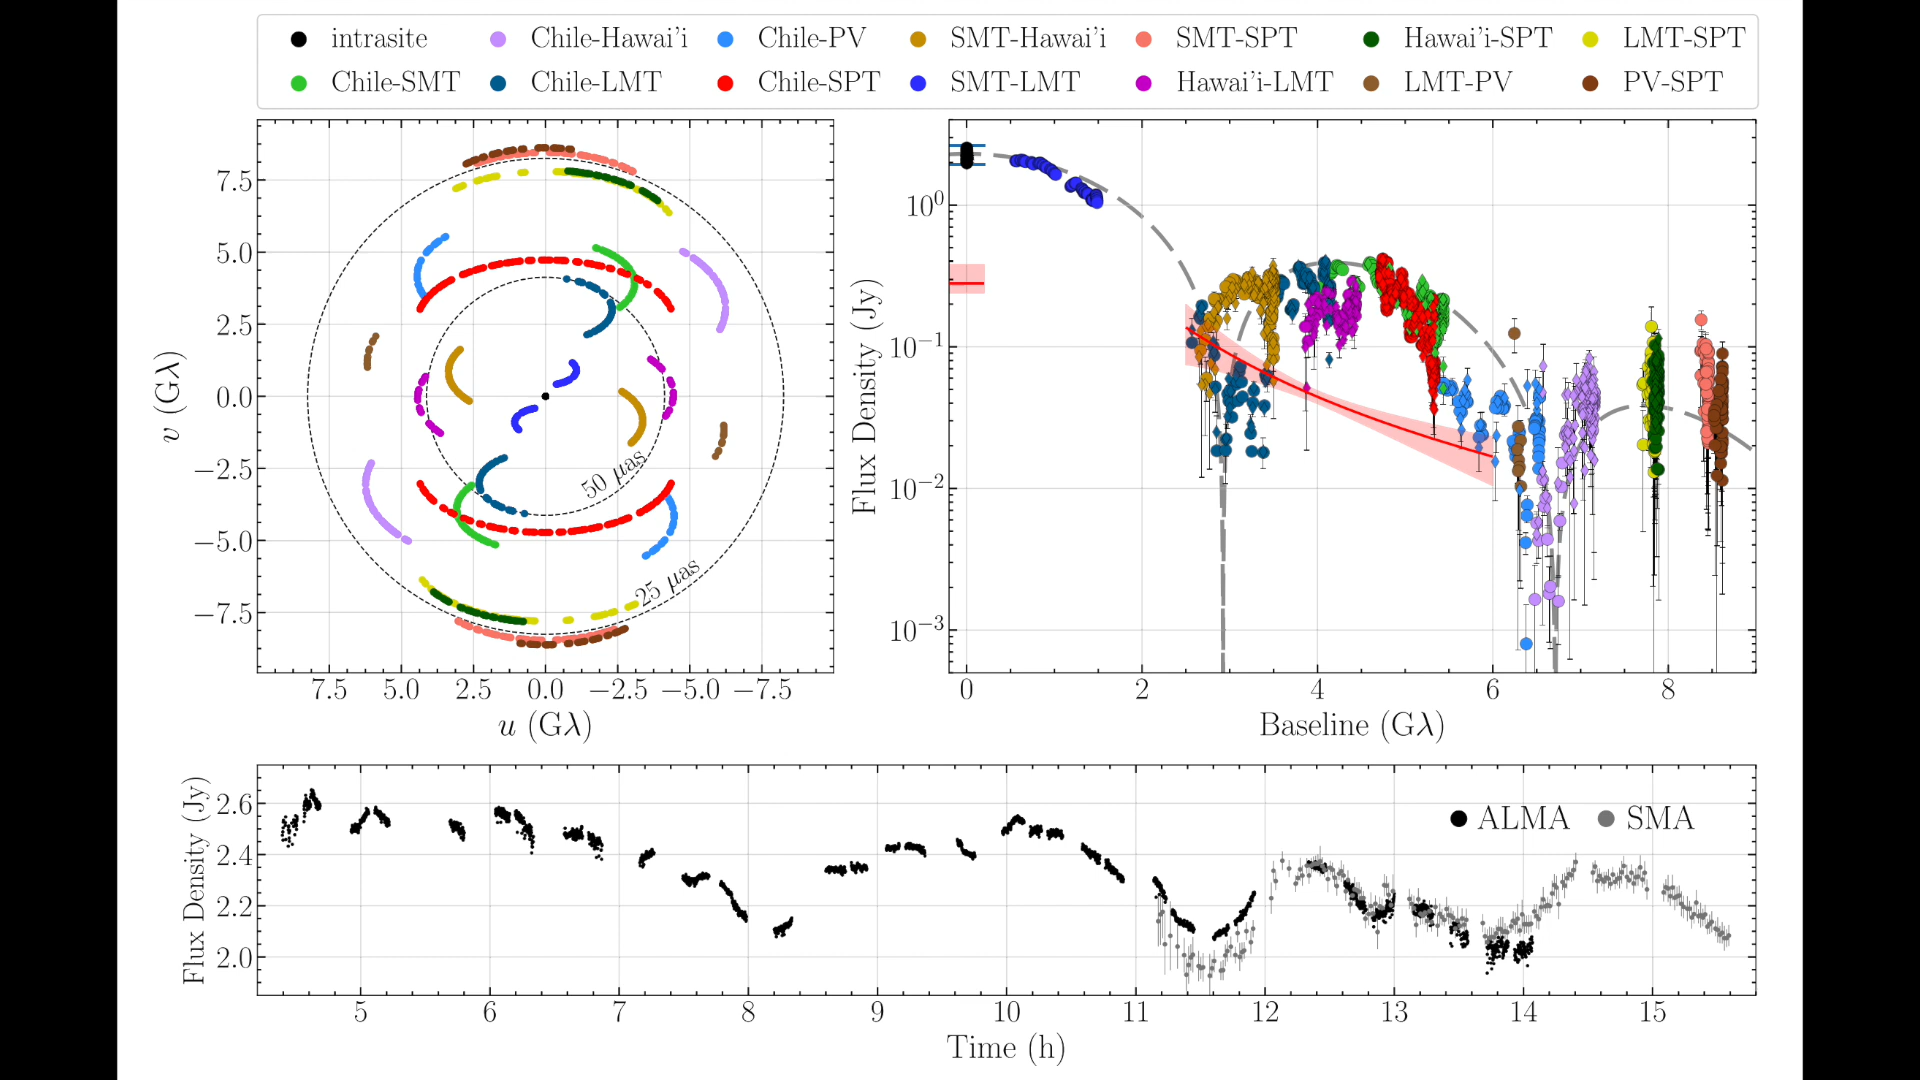 intrasite Chile-Hawai'i Chile-PV SMT-Hawai'i SMT-SPT Hawai'i-SPT LMT-SPT
Chile-SMT Chile-LMT Chile-SPT SMT-LMT Hawai'i-LMT LMT-PV PV-SPT
7.5
5.0
2.5
0.0
−2.5
−5.0
−7.5
v (Gλ)
50 μas
25 μas
7.5 5.0 2.5 0.0 −2.5 −5.0 −7.5
u (Gλ)
10⁰
10⁻¹
10⁻²
10⁻³
Flux Density (Jy)
0 2 4 6 8
Baseline (Gλ)
2.6
2.4
2.2
2.0
Flux Density (Jy)
ALMA SMA
5 6 7 8 9 10 11 12 13 14 15
Time (h)